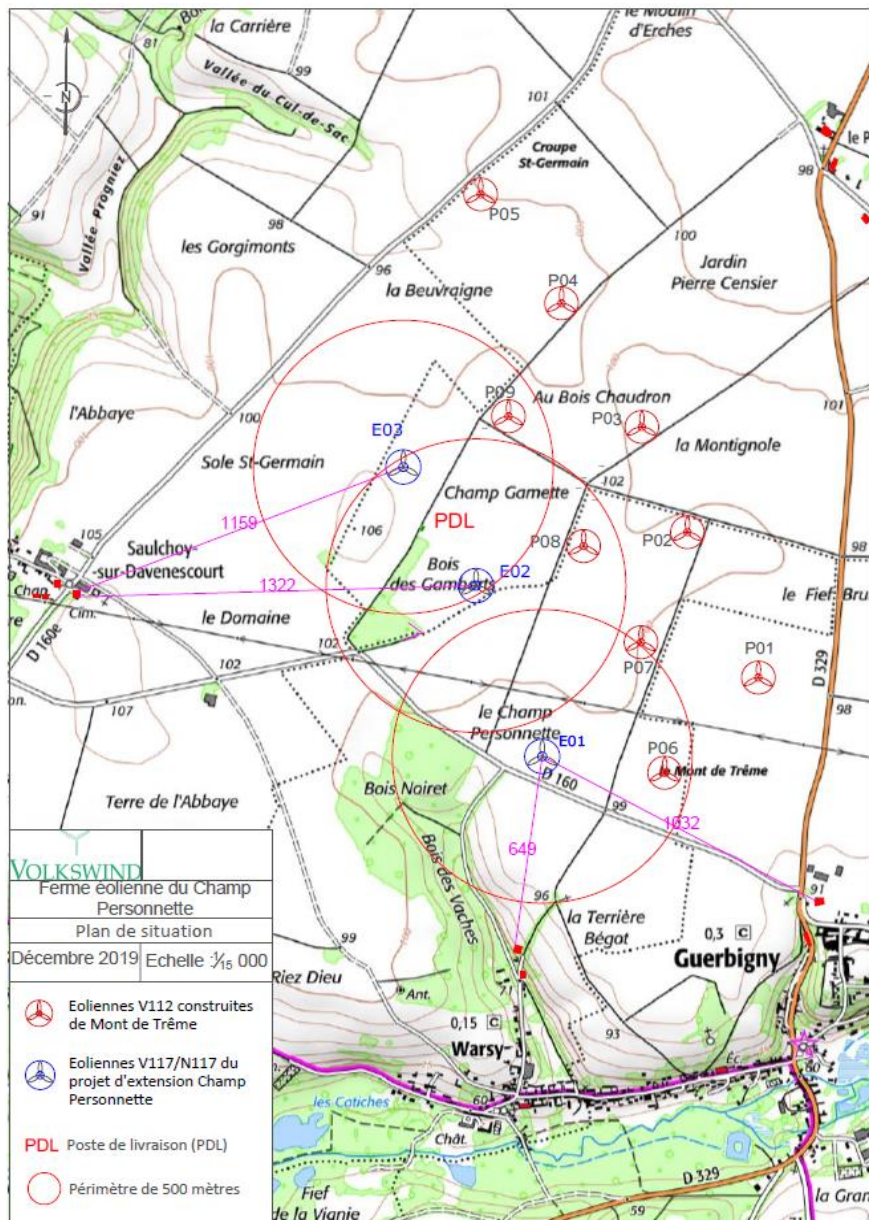 la Carrière
le Moulin
d'Erches
81
99
Vallée du Cul-de-Sac
N
101
Croupe
St-Germain
le P
98
Vallée Progniez
91
P05
98
les Gorgimonts
96
100
P04
Jardin
Pierre Censier
la Beuvraigne
P09
Au Bois Chaudron
P03
101
l'Abbaye
100
E03
la Montignole
Sole St-Germain
102
Champ Gamette
1159
PDL
106
105
P08
P02
98
Saulchoy-
sur-Davenescourt
Bois
des Gamberts
E02
1322
Chap.
Cim.
le Fief Bru
le Domaine
D 160e
102
P07
P01
D 329
102
107
98
le Champ
Personnette
E01
P06
le Mont de Trême
D 160
Bois Noiret
99
Terre de l'Abbaye
1032
649
Bois des Vaches
91
96
la Terrière
Bégot
VOLKSWIND
Ferme éolienne du Champ
Personnette
Plan de situation
Décembre 2019
Echelle :1/15 000
99
0,3 C
Guerbigny
Riez Dieu
Ant.
71
0,15 C
Warsy
93
Eoliennes V112 construites
de Mont de Trême
Éc.
60
60
Eoliennes V117/N117 du
projet d'extension Champ
Personnette
les Catiches
Chât.
PDL Poste de livraison (PDL)
D 329
Périmètre de 500 mètres
Fief
de la Vignie
59
la Gran